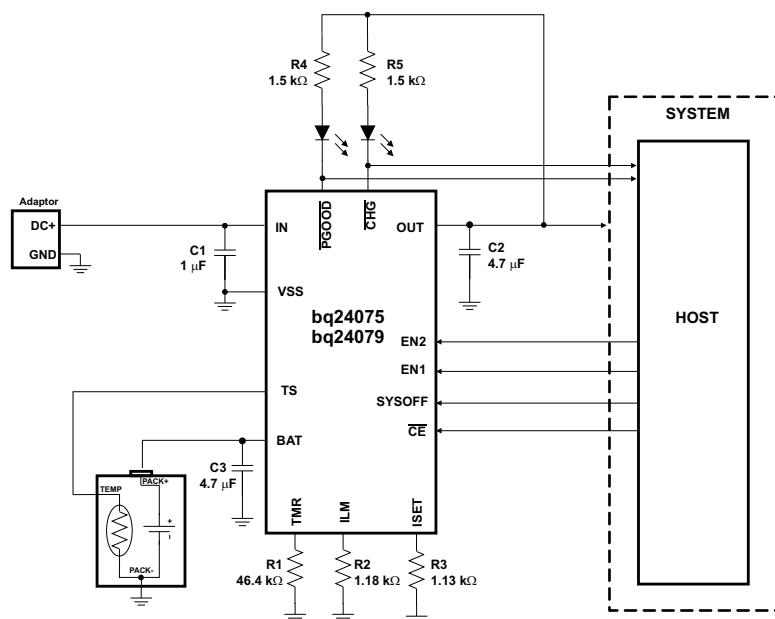 R4
1.5 kΩ
R5
1.5 kΩ
SYSTEM
Adaptor
DC+
GND
IN
PGOOD
CHG
OUT
C1
1 μF
C2
4.7 μF
VSS
bq24075
bq24079
HOST
EN2
EN1
TS
SYSOFF
CE
BAT
C3
4.7 μF
TEMP
PACK+
+
–
PACK-
TMR
ILM
ISET
R1
46.4 kΩ
R2
1.18 kΩ
R3
1.13 kΩ